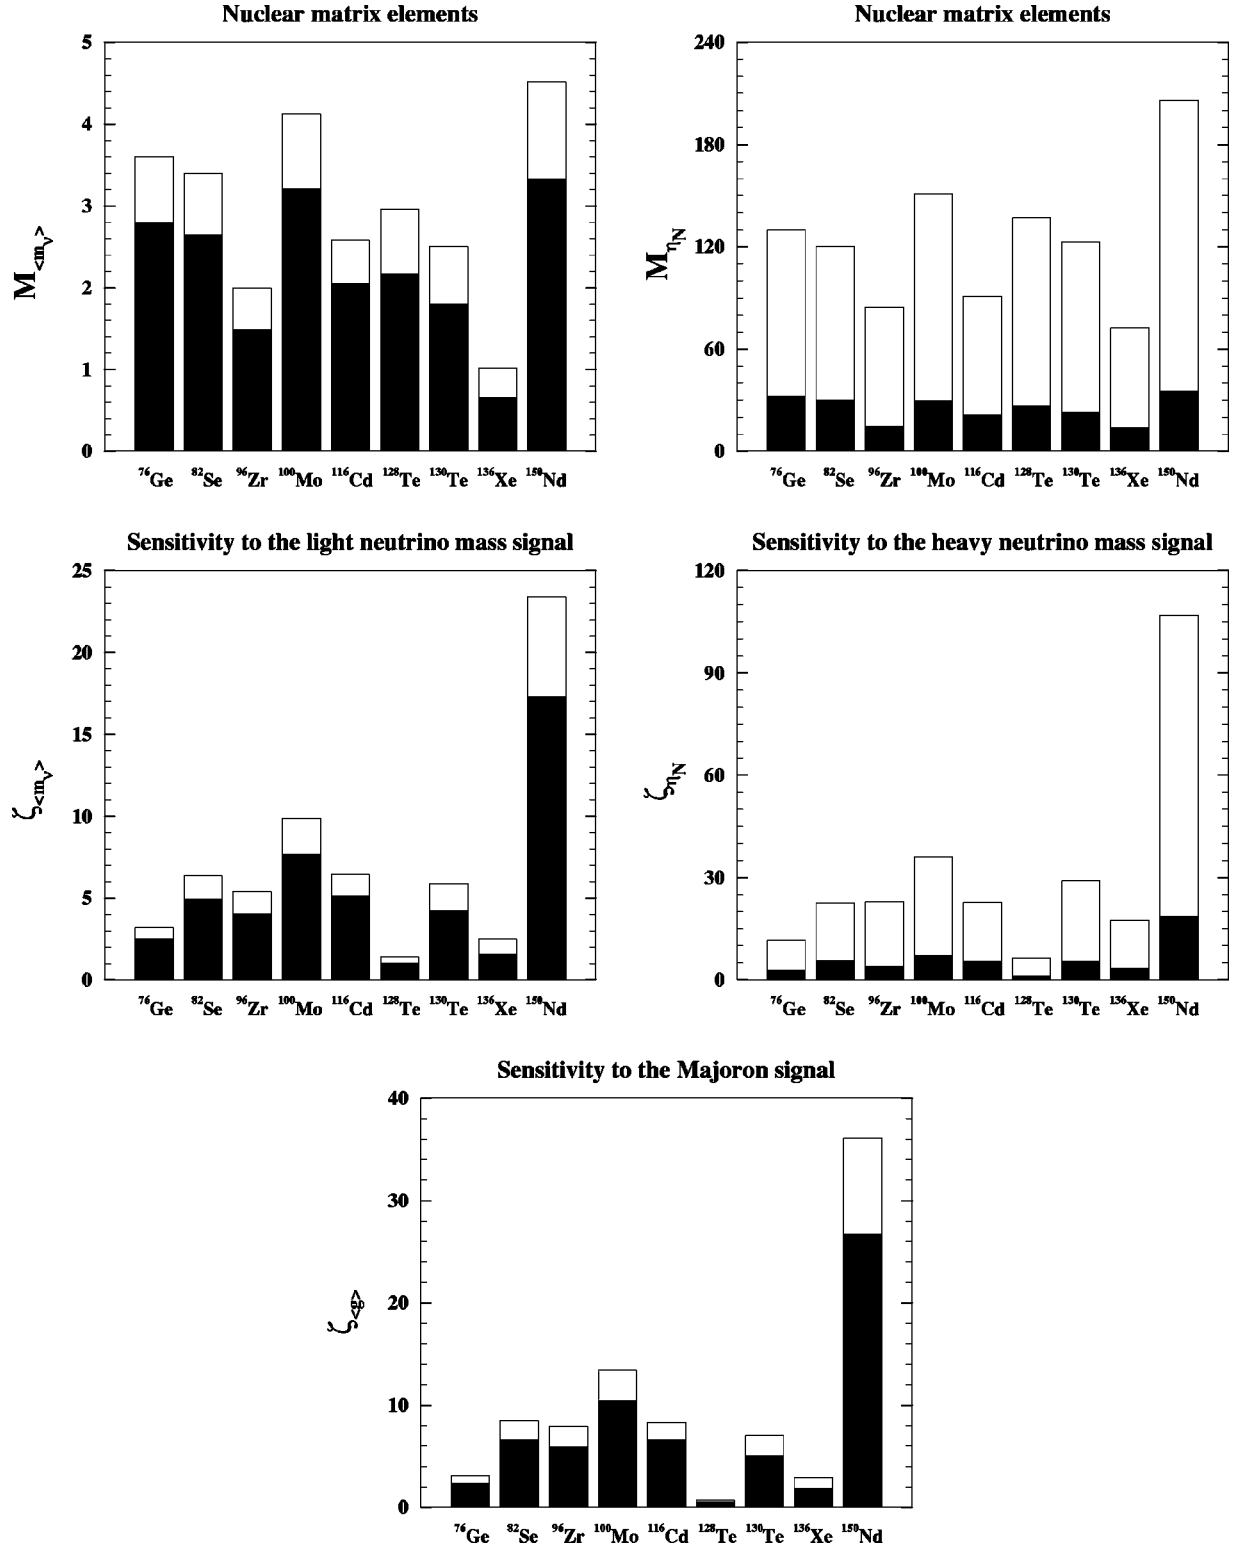 Nuclear matrix elements
5
4
3
2
1
0
M<mν>
⁷⁶Ge ⁸²Se ⁹⁶Zr ¹⁰⁰Mo ¹¹⁶Cd ¹²⁸Te ¹³⁰Te ¹³⁶Xe ¹⁵⁰Nd
Nuclear matrix elements
240
180
120
60
0
MηN
⁷⁶Ge ⁸²Se ⁹⁶Zr ¹⁰⁰Mo ¹¹⁶Cd ¹²⁸Te ¹³⁰Te ¹³⁶Xe ¹⁵⁰Nd
Sensitivity to the light neutrino mass signal
25
20
15
10
5
0
ζ<mν>
⁷⁶Ge ⁸²Se ⁹⁶Zr ¹⁰⁰Mo ¹¹⁶Cd ¹²⁸Te ¹³⁰Te ¹³⁶Xe ¹⁵⁰Nd
Sensitivity to the heavy neutrino mass signal
120
90
60
30
0
ζηN
⁷⁶Ge ⁸²Se ⁹⁶Zr ¹⁰⁰Mo ¹¹⁶Cd ¹²⁸Te ¹³⁰Te ¹³⁶Xe ¹⁵⁰Nd
Sensitivity to the Majoron signal
40
30
20
10
0
ζ<g>
⁷⁶Ge ⁸²Se ⁹⁶Zr ¹⁰⁰Mo ¹¹⁶Cd ¹²⁸Te ¹³⁰Te ¹³⁶Xe ¹⁵⁰Nd